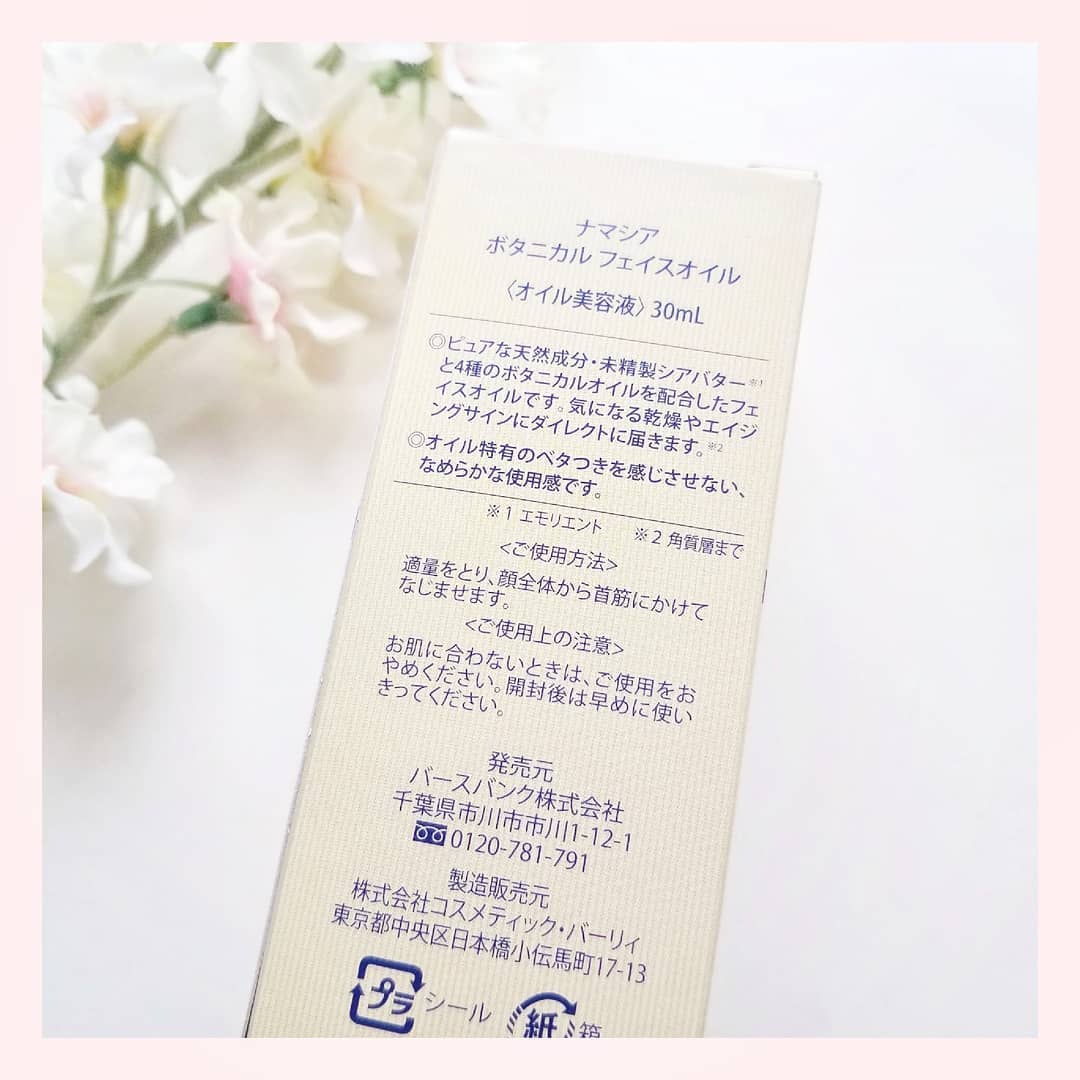 ナマシア
ボタニカル フェイスオイル
〈オイル美容液〉30mL
◎ピュアな天然成分・未精製シアバター※1
と4種のボタニカルオイルを配合したフェ
イスオイルです。気になる乾燥やエイジ
ングサインにダイレクトに届きます。※2
◎オイル特有のベタつきを感じさせない、
なめらかな使用感です。
※1 エモリエント ※2 角質層まで
<ご使用方法>
適量をとり、顔全体から首筋にかけて
なじませます。
<ご使用上の注意>
お肌に合わないときは、ご使用をお
やめください。開封後は早めに使い
きってください。
発売元
バースバンク株式会社
千葉県市川市市川1-12-1
0120-781-791
製造販売元
株式会社コスメティック・バーリィ
東京都中央区日本橋小伝馬町17-13
プラ シール 紙 箱